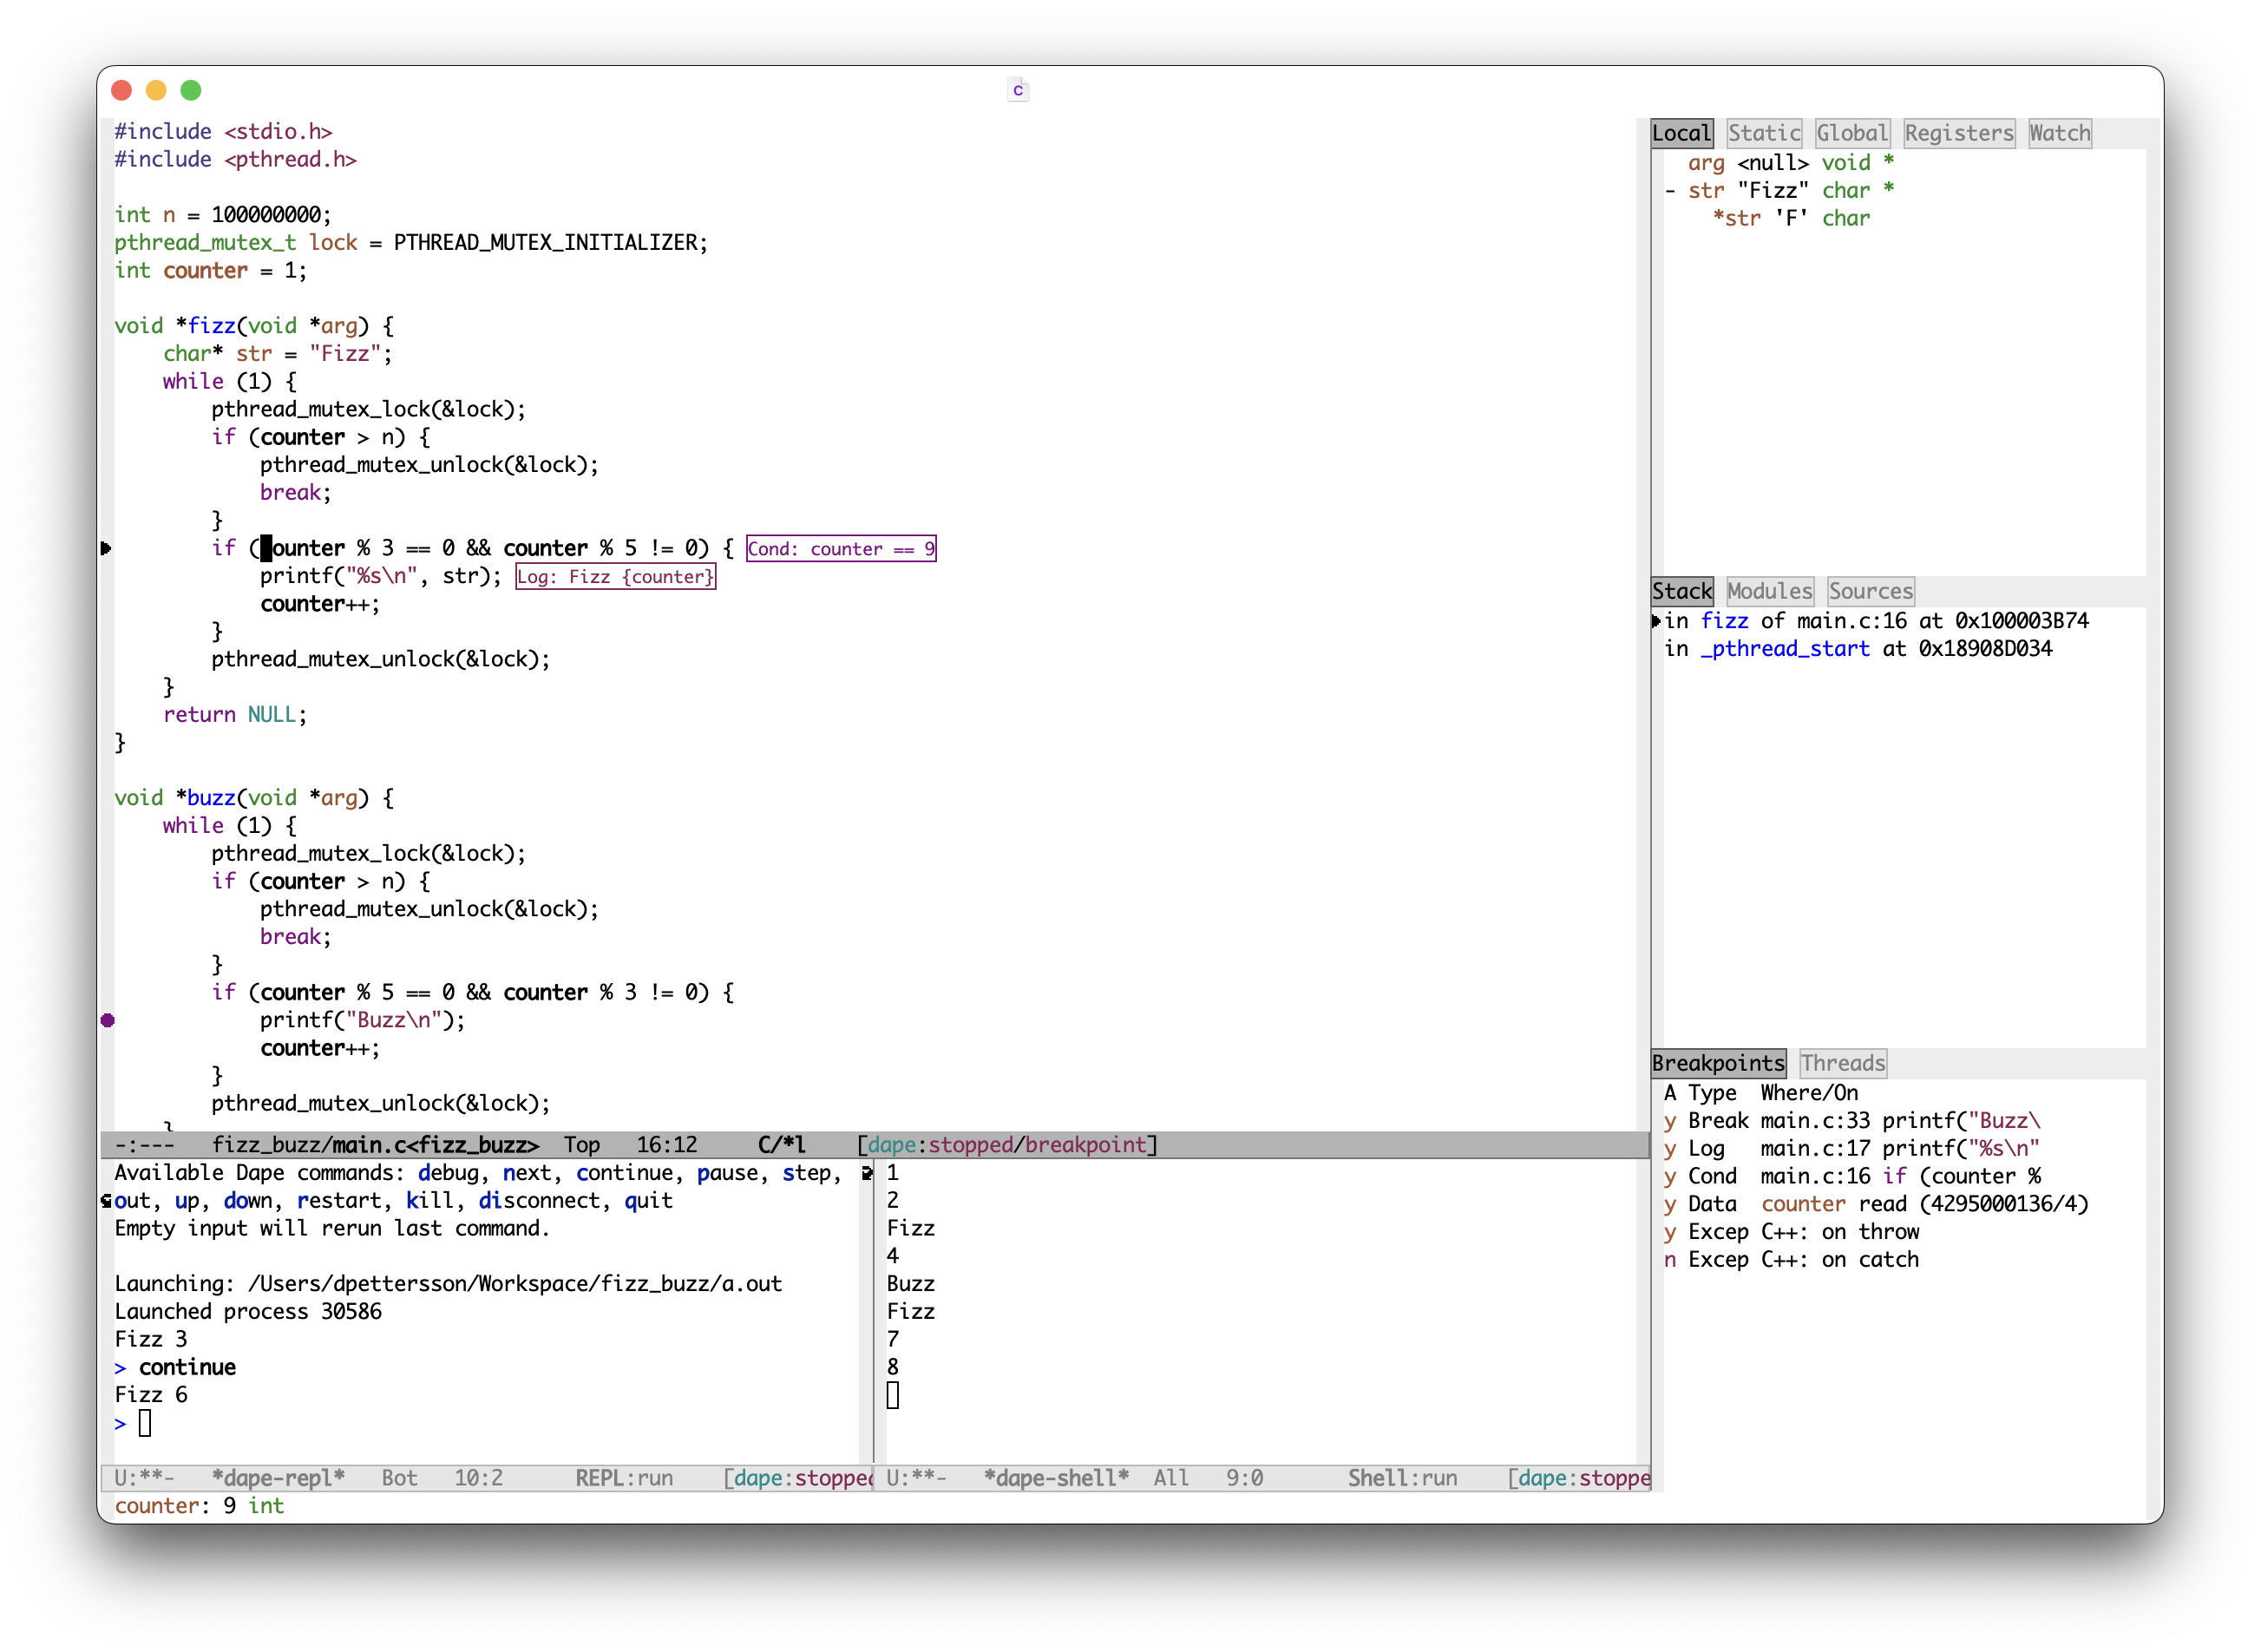 C
#include <stdio.h>
#include <pthread.h>
int n = 100000000;
pthread_mutex_t lock = PTHREAD_MUTEX_INITIALIZER;
int counter = 1;
void *fizz(void *arg) {
    char* str = "Fizz";
    while (1) {
        pthread_mutex_lock(&lock);
        if (counter > n) {
            pthread_mutex_unlock(&lock);
            break;
        }
        if (counter % 3 == 0 && counter % 5 != 0) { Cond: counter == 9
            printf("%s\n", str); Log: Fizz {counter}
            counter++;
        }
        pthread_mutex_unlock(&lock);
    }
    return NULL;
}
void *buzz(void *arg) {
    while (1) {
        pthread_mutex_lock(&lock);
        if (counter > n) {
            pthread_mutex_unlock(&lock);
            break;
        }
        if (counter % 5 == 0 && counter % 3 != 0) {
            printf("Buzz\n");
            counter++;
        }
        pthread_mutex_unlock(&lock);
    }
-:---   fizz_buzz/main.c<fizz_buzz>  Top   16:12     C/*l    [dape:stopped/breakpoint]
Available Dape commands: debug, next, continue, pause, step,
out, up, down, restart, kill, disconnect, quit
Empty input will rerun last command.
Launching: /Users/dpettersson/Workspace/fizz_buzz/a.out
Launched process 30586
Fizz 3
> continue
Fizz 6
>
U:**-   *dape-repl*   Bot   10:2      REPL:run    [dape:stopped
1
2
Fizz
4
Buzz
Fizz
7
8
U:**-   *dape-shell*  All   9:0       Shell:run    [dape:stoppe
counter: 9 int
Local Static Global Registers Watch
  arg <null> void *
- str "Fizz" char *
    *str 'F' char
Stack Modules Sources
in fizz of main.c:16 at 0x100003B74
in _pthread_start at 0x18908D034
Breakpoints Threads
A Type  Where/On
y Break main.c:33 printf("Buzz\
y Log   main.c:17 printf("%s\n"
y Cond  main.c:16 if (counter %
y Data  counter read (4295000136/4)
y Excep C++: on throw
n Excep C++: on catch